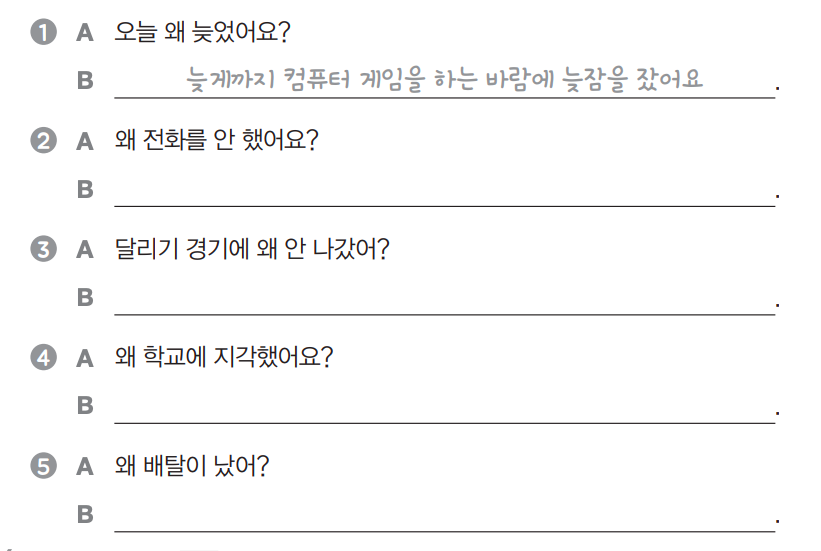 1 A 오늘 왜 늦었어요?
B 늦게까지 컴퓨터 게임을 하는 바람에 늦잠을 잤어요.
2 A 왜 전화를 안 했어요?
B .
3 A 달리기 경기에 왜 안 나갔어?
B .
4 A 왜 학교에 지각했어요?
B .
5 A 왜 배탈이 났어?
B .